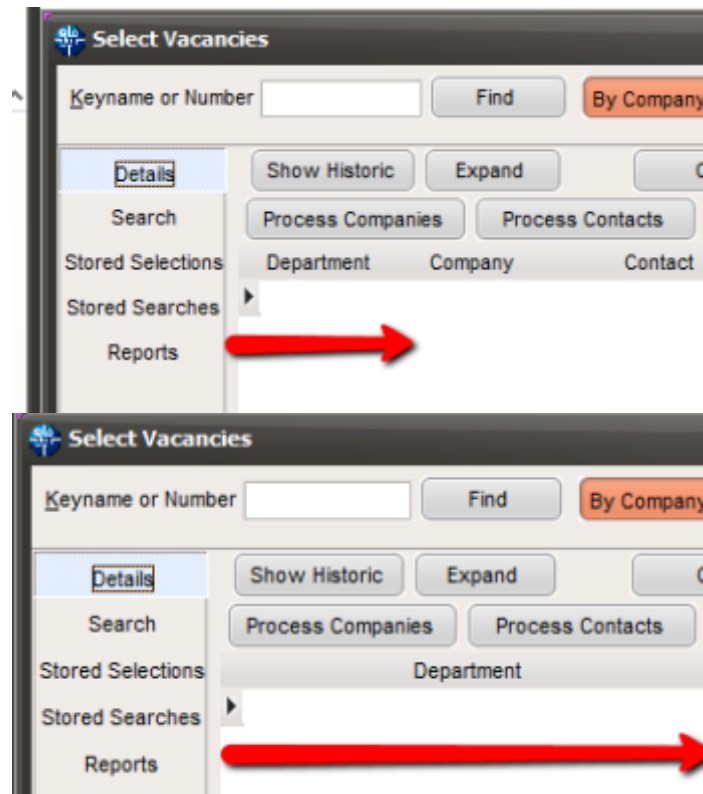 Select Vacancies
Keyname or Number Find By Company
Details Show Historic Expand
Search Process Companies Process Contacts
Stored Selections Department Company Contact
Stored Searches
Reports
Select Vacancies
Keyname or Number Find By Company
Details Show Historic Expand
Search Process Companies Process Contacts
Stored Selections Department
Stored Searches
Reports